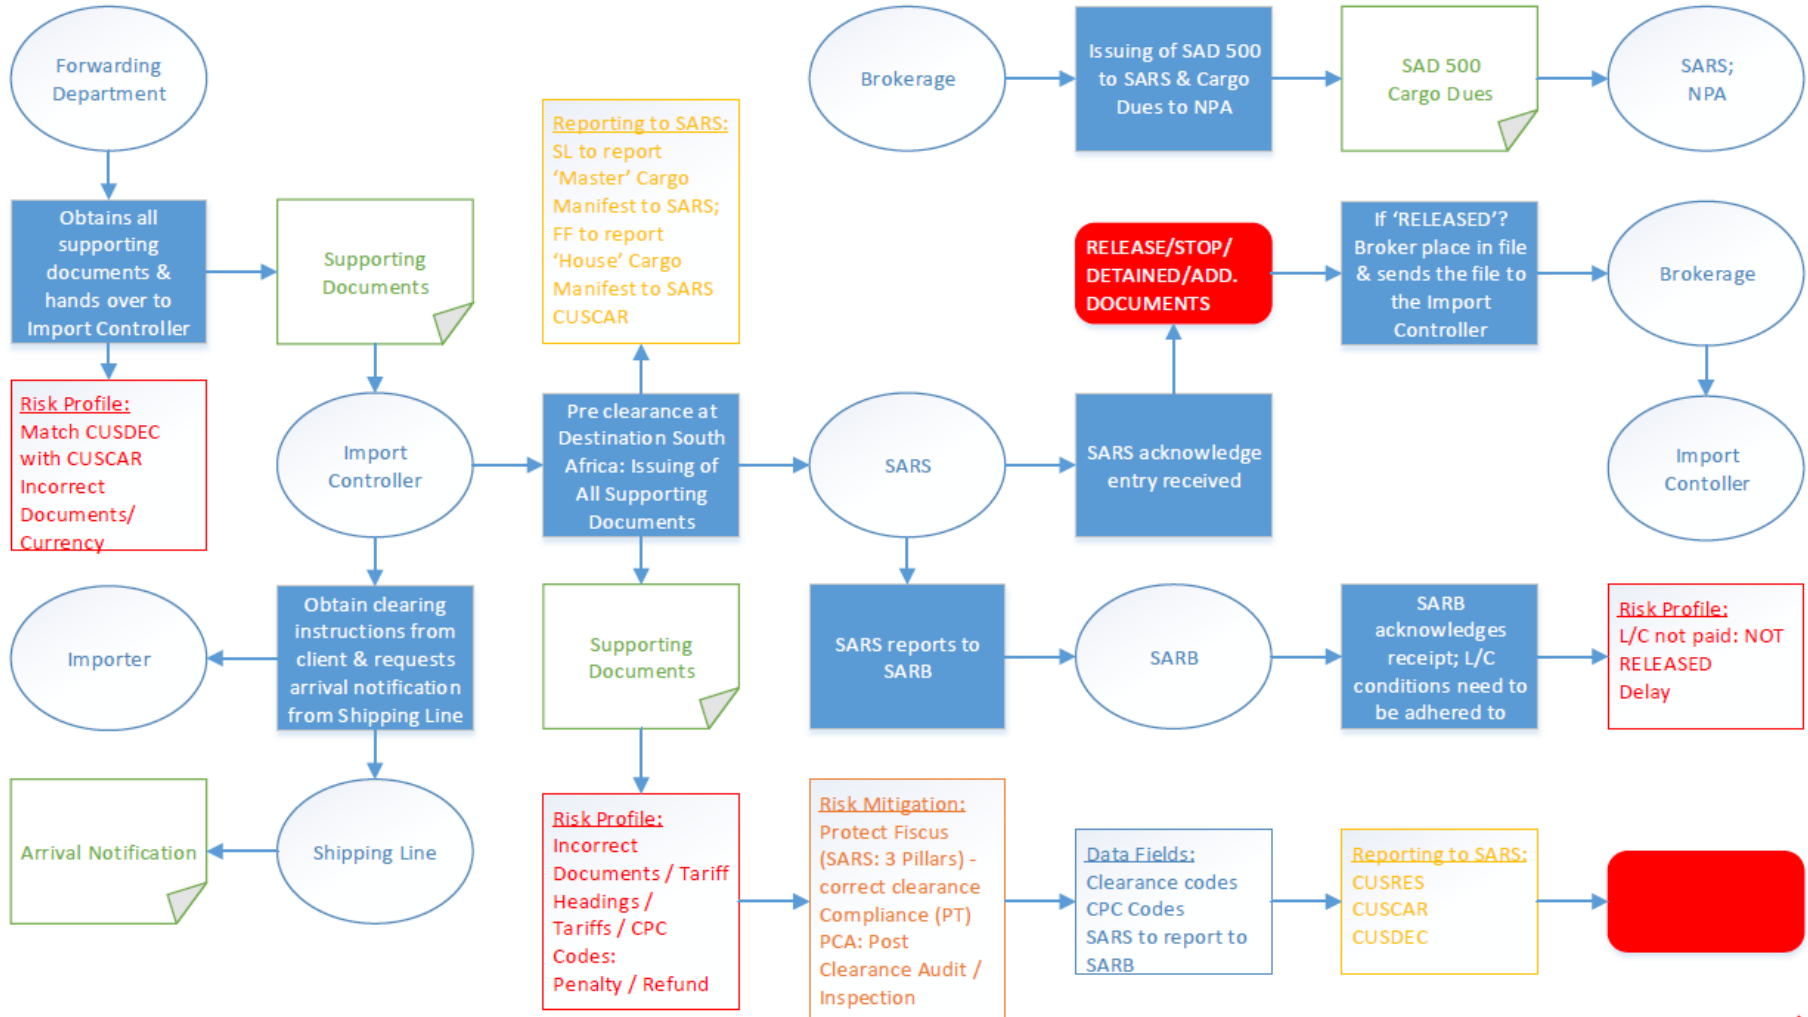 Forwarding
Department
Brokerage
Issuing of SAD 500
to SARS & Cargo
Dues to NPA
SAD 500
Cargo Dues
SARS;
NPA
Obtains all
supporting
documents &
hands over to
Import Controller
Supporting
Documents
Reporting to SARS:
SL to report
‘Master’ Cargo
Manifest to SARS;
FF to report
‘House’ Cargo
Manifest to SARS
CUSCAR
RELEASE/STOP/
DETAINED/ADD.
DOCUMENTS
If ‘RELEASED’?
Broker place in file
& sends the file to
the Import
Controller
Brokerage
Risk Profile:
Match CUSDEC
with CUSCAR
Incorrect
Documents/
Currency
Import
Controller
Pre clearance at
Destination South
Africa: Issuing of
All Supporting
Documents
SARS
SARS acknowledge
entry received
Import
Contoller
Importer
Obtain clearing
instructions from
client & requests
arrival notification
from Shipping Line
Supporting
Documents
SARS reports to
SARB
SARB
SARB
acknowledges
receipt; L/C
conditions need to
be adhered to
Risk Profile:
L/C not paid: NOT
RELEASED
Delay
Arrival Notification
Shipping Line
Risk Profile:
Incorrect
Documents / Tariff
Headings /
Tariffs / CPC
Codes:
Penalty / Refund
Risk Mitigation:
Protect Fiscus
(SARS: 3 Pillars) -
correct clearance
Compliance (PT)
PCA: Post
Clearance Audit /
Inspection
Data Fields:
Clearance codes
CPC Codes
SARS to report to
SARB
Reporting to SARS:
CUSRES
CUSCAR
CUSDEC